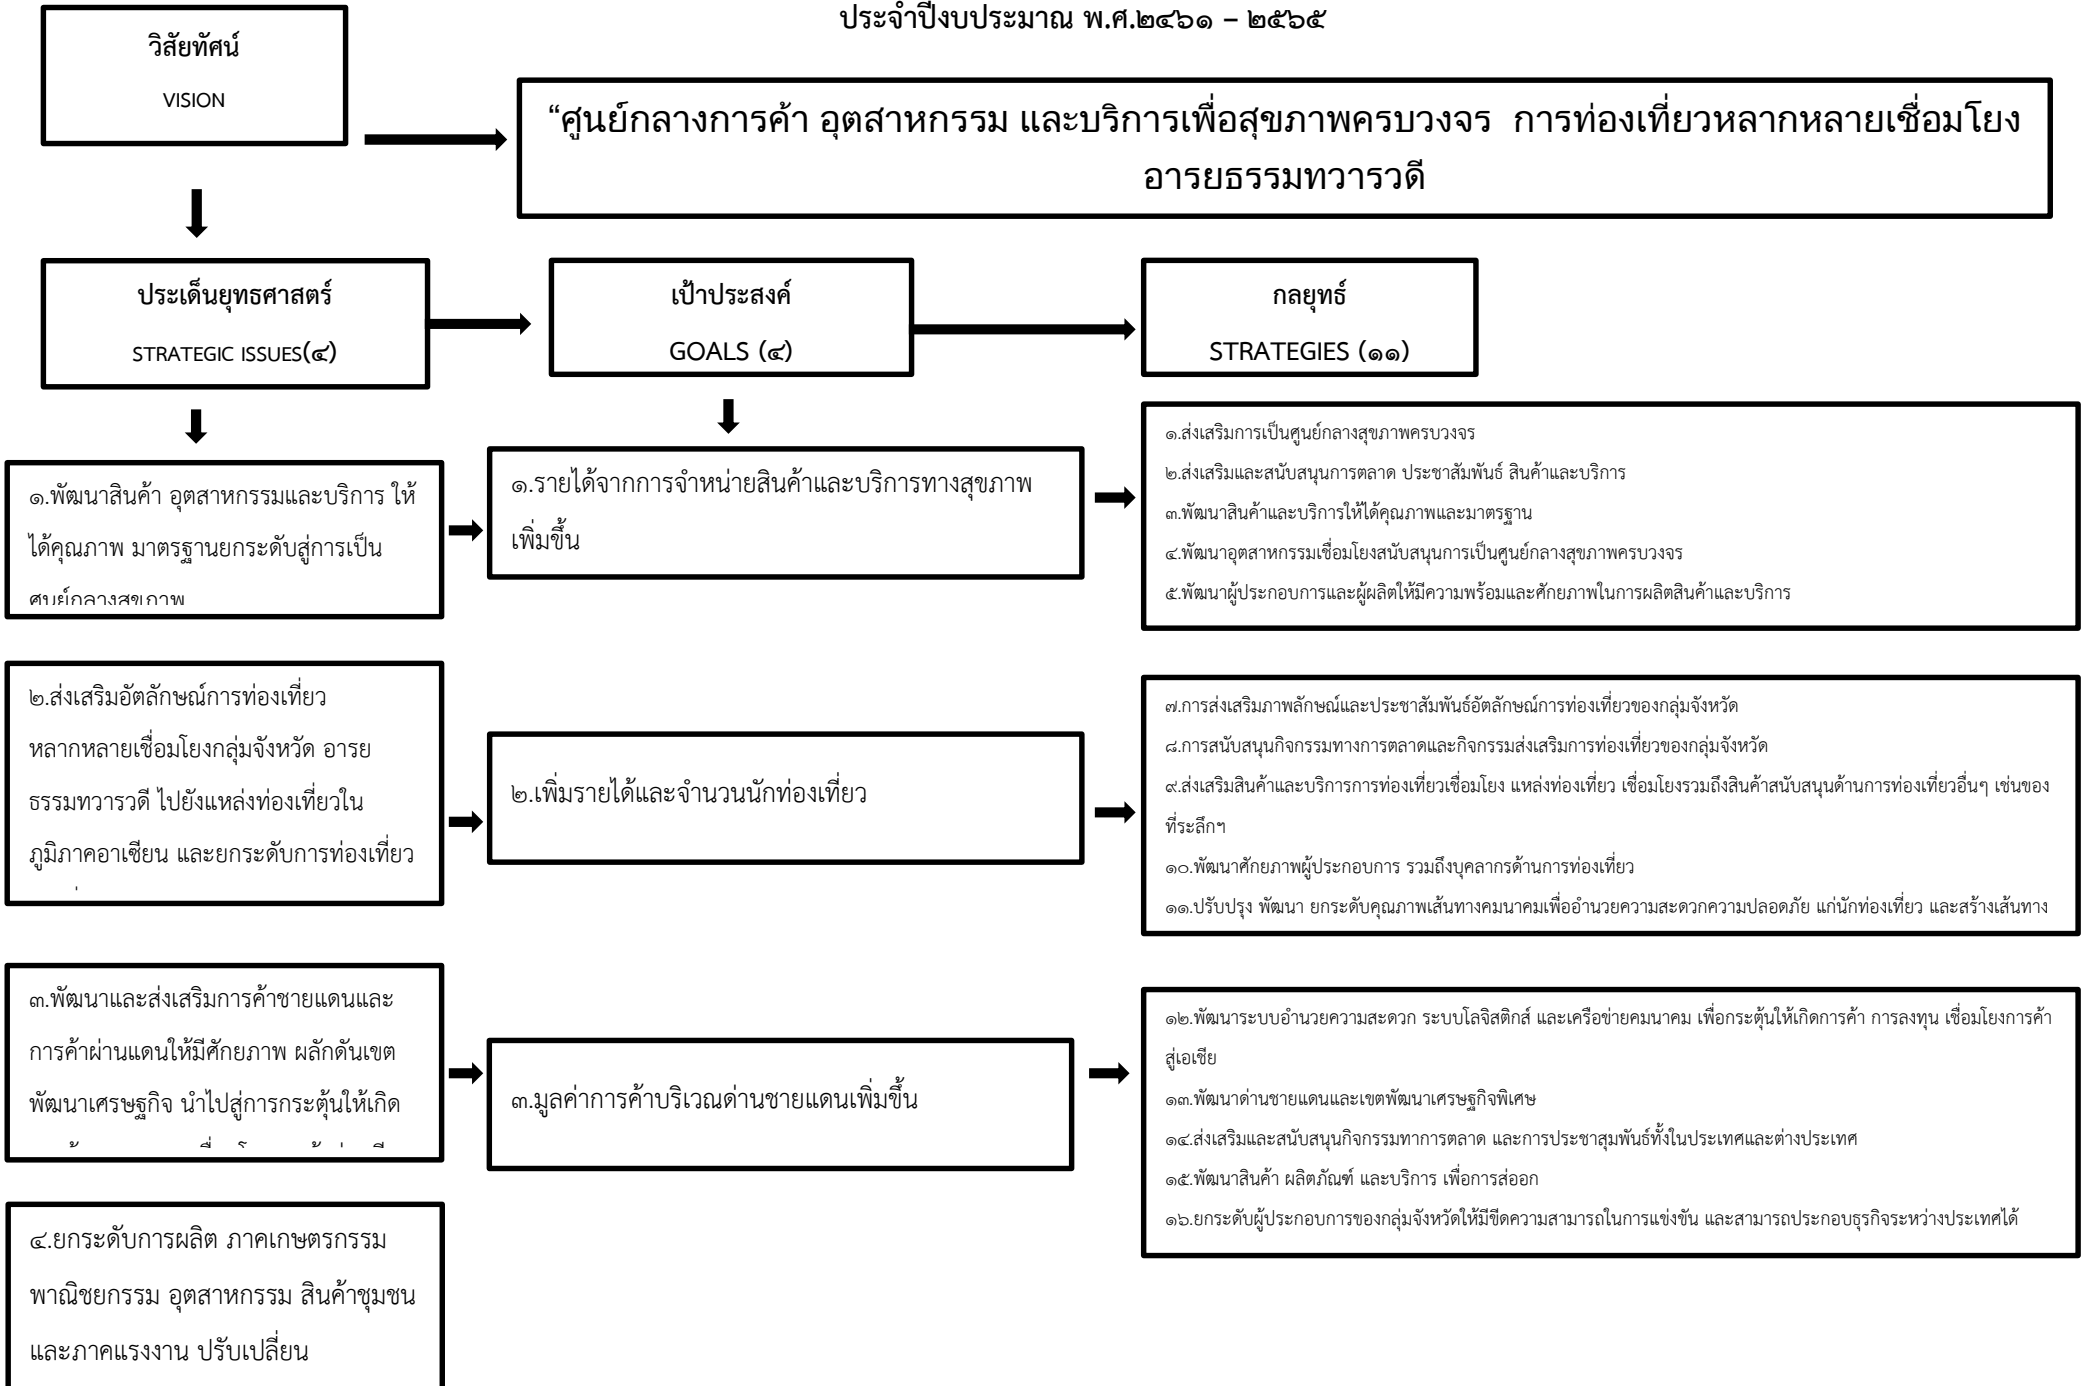 ประจำปีงบประมาณ พ.ศ.๒๔๖๑ – ๒๕๖๕
วิสัยทัศน์
VISION
“ศูนย์กลางการค้า อุตสาหกรรม และบริการเพื่อสุขภาพครบวงจร การท่องเที่ยวหลากหลายเชื่อมโยง
อารยธรรมทวารวดี
ประเด็นยุทธศาสตร์
STRATEGIC ISSUES(๔)
เป้าประสงค์
GOALS (๔)
กลยุทธ์
STRATEGIES (๑๑)
๑.พัฒนาสินค้า อุตสาหกรรมและบริการ ให้
ได้คุณภาพ มาตรฐานยกระดับสู่การเป็น
ศูนย์กลางสุขภาพ
๑.รายได้จากการจำหน่ายสินค้าและบริการทางสุขภาพ
เพิ่มขึ้น
๑.ส่งเสริมการเป็นศูนย์กลางสุขภาพครบวงจร
๒.ส่งเสริมและสนับสนุนการตลาด ประชาสัมพันธ์ สินค้าและบริการ
๓.พัฒนาสินค้าและบริการให้ได้คุณภาพและมาตรฐาน
๔.พัฒนาอุตสาหกรรมเชื่อมโยงสนับสนุนการเป็นศูนย์กลางสุขภาพครบวงจร
๕.พัฒนาผู้ประกอบการและผู้ผลิตให้มีความพร้อมและศักยภาพในการผลิตสินค้าและบริการ
๒.ส่งเสริมอัตลักษณ์การท่องเที่ยว
หลากหลายเชื่อมโยงกลุ่มจังหวัด อารย
ธรรมทวารวดี ไปยังแหล่งท่องเที่ยวใน
ภูมิภาคอาเซียน และยกระดับการท่องเที่ยว
๒.เพิ่มรายได้และจำนวนนักท่องเที่ยว
๗.การส่งเสริมภาพลักษณ์และประชาสัมพันธ์อัตลักษณ์การท่องเที่ยวของกลุ่มจังหวัด
๘.การสนับสนุนกิจกรรมทางการตลาดและกิจกรรมส่งเสริมการท่องเที่ยวของกลุ่มจังหวัด
๙.ส่งเสริมสินค้าและบริการการท่องเที่ยวเชื่อมโยง แหล่งท่องเที่ยว เชื่อมโยงรวมถึงสินค้าสนับสนุนด้านการท่องเที่ยวอื่นๆ เช่นของ
ที่ระลึกฯ
๑๐.พัฒนาศักยภาพผู้ประกอบการ รวมถึงบุคลากรด้านการท่องเที่ยว
๑๑.ปรับปรุง พัฒนา ยกระดับคุณภาพเส้นทางคมนาคมเพื่ออำนวยความสะดวกความปลอดภัย แก่นักท่องเที่ยว และสร้างเส้นทาง
๓.พัฒนาและส่งเสริมการค้าชายแดนและ
การค้าผ่านแดนให้มีศักยภาพ ผลักดันเขต
พัฒนาเศรษฐกิจ นำไปสู่การกระตุ้นให้เกิด
๓.มูลค่าการค้าบริเวณด่านชายแดนเพิ่มขึ้น
๑๒.พัฒนาระบบอำนวยความสะดวก ระบบโลจิสติกส์ และเครือข่ายคมนาคม เพื่อกระตุ้นให้เกิดการค้า การลงทุน เชื่อมโยงการค้า
สู่เอเชีย
๑๓.พัฒนาด่านชายแดนและเขตพัฒนาเศรษฐกิจพิเศษ
๑๔.ส่งเสริมและสนับสนุนกิจกรรมทาการตลาด และการประชาสุมพันธ์ทั้งในประเทศและต่างประเทศ
๑๕.พัฒนาสินค้า ผลิตภัณฑ์ และบริการ เพื่อการส่ออก
๑๖.ยกระดับผู้ประกอบการของกลุ่มจังหวัดให้มีขีดความสามารถในการแข่งขัน และสามารถประกอบธุรกิจระหว่างประเทศได้
๔.ยกระดับการผลิต ภาคเกษตรกรรม
พาณิชยกรรม อุตสาหกรรม สินค้าชุมชน
และภาคแรงงาน ปรับเปลี่ยน